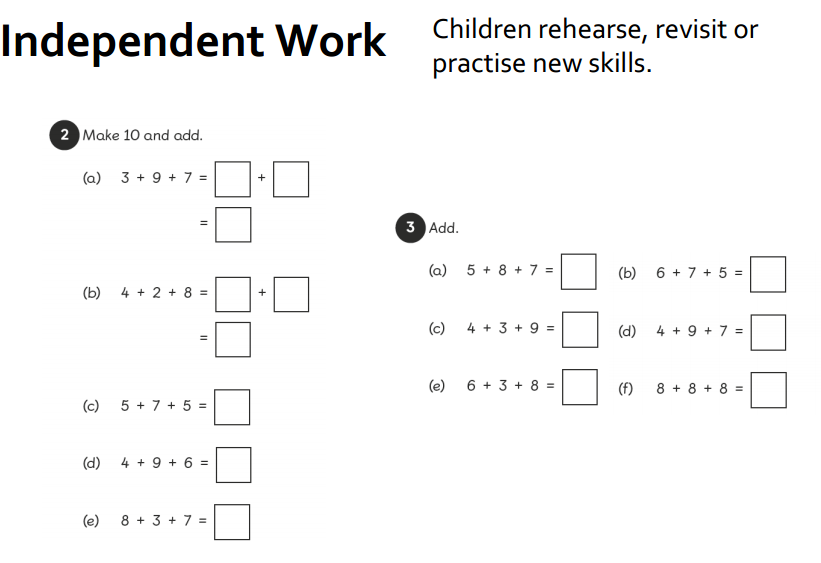 Independent Work
Children rehearse, revisit or
practise new skills.
2 Make 10 and add.
(a) 3 + 9 + 7 = +
=
(b) 4 + 2 + 8 = +
=
(c) 5 + 7 + 5 =
(d) 4 + 9 + 6 =
(e) 8 + 3 + 7 =
3 Add.
(a) 5 + 8 + 7 = (b) 6 + 7 + 5 =
(c) 4 + 3 + 9 = (d) 4 + 9 + 7 =
(e) 6 + 3 + 8 = (f) 8 + 8 + 8 =